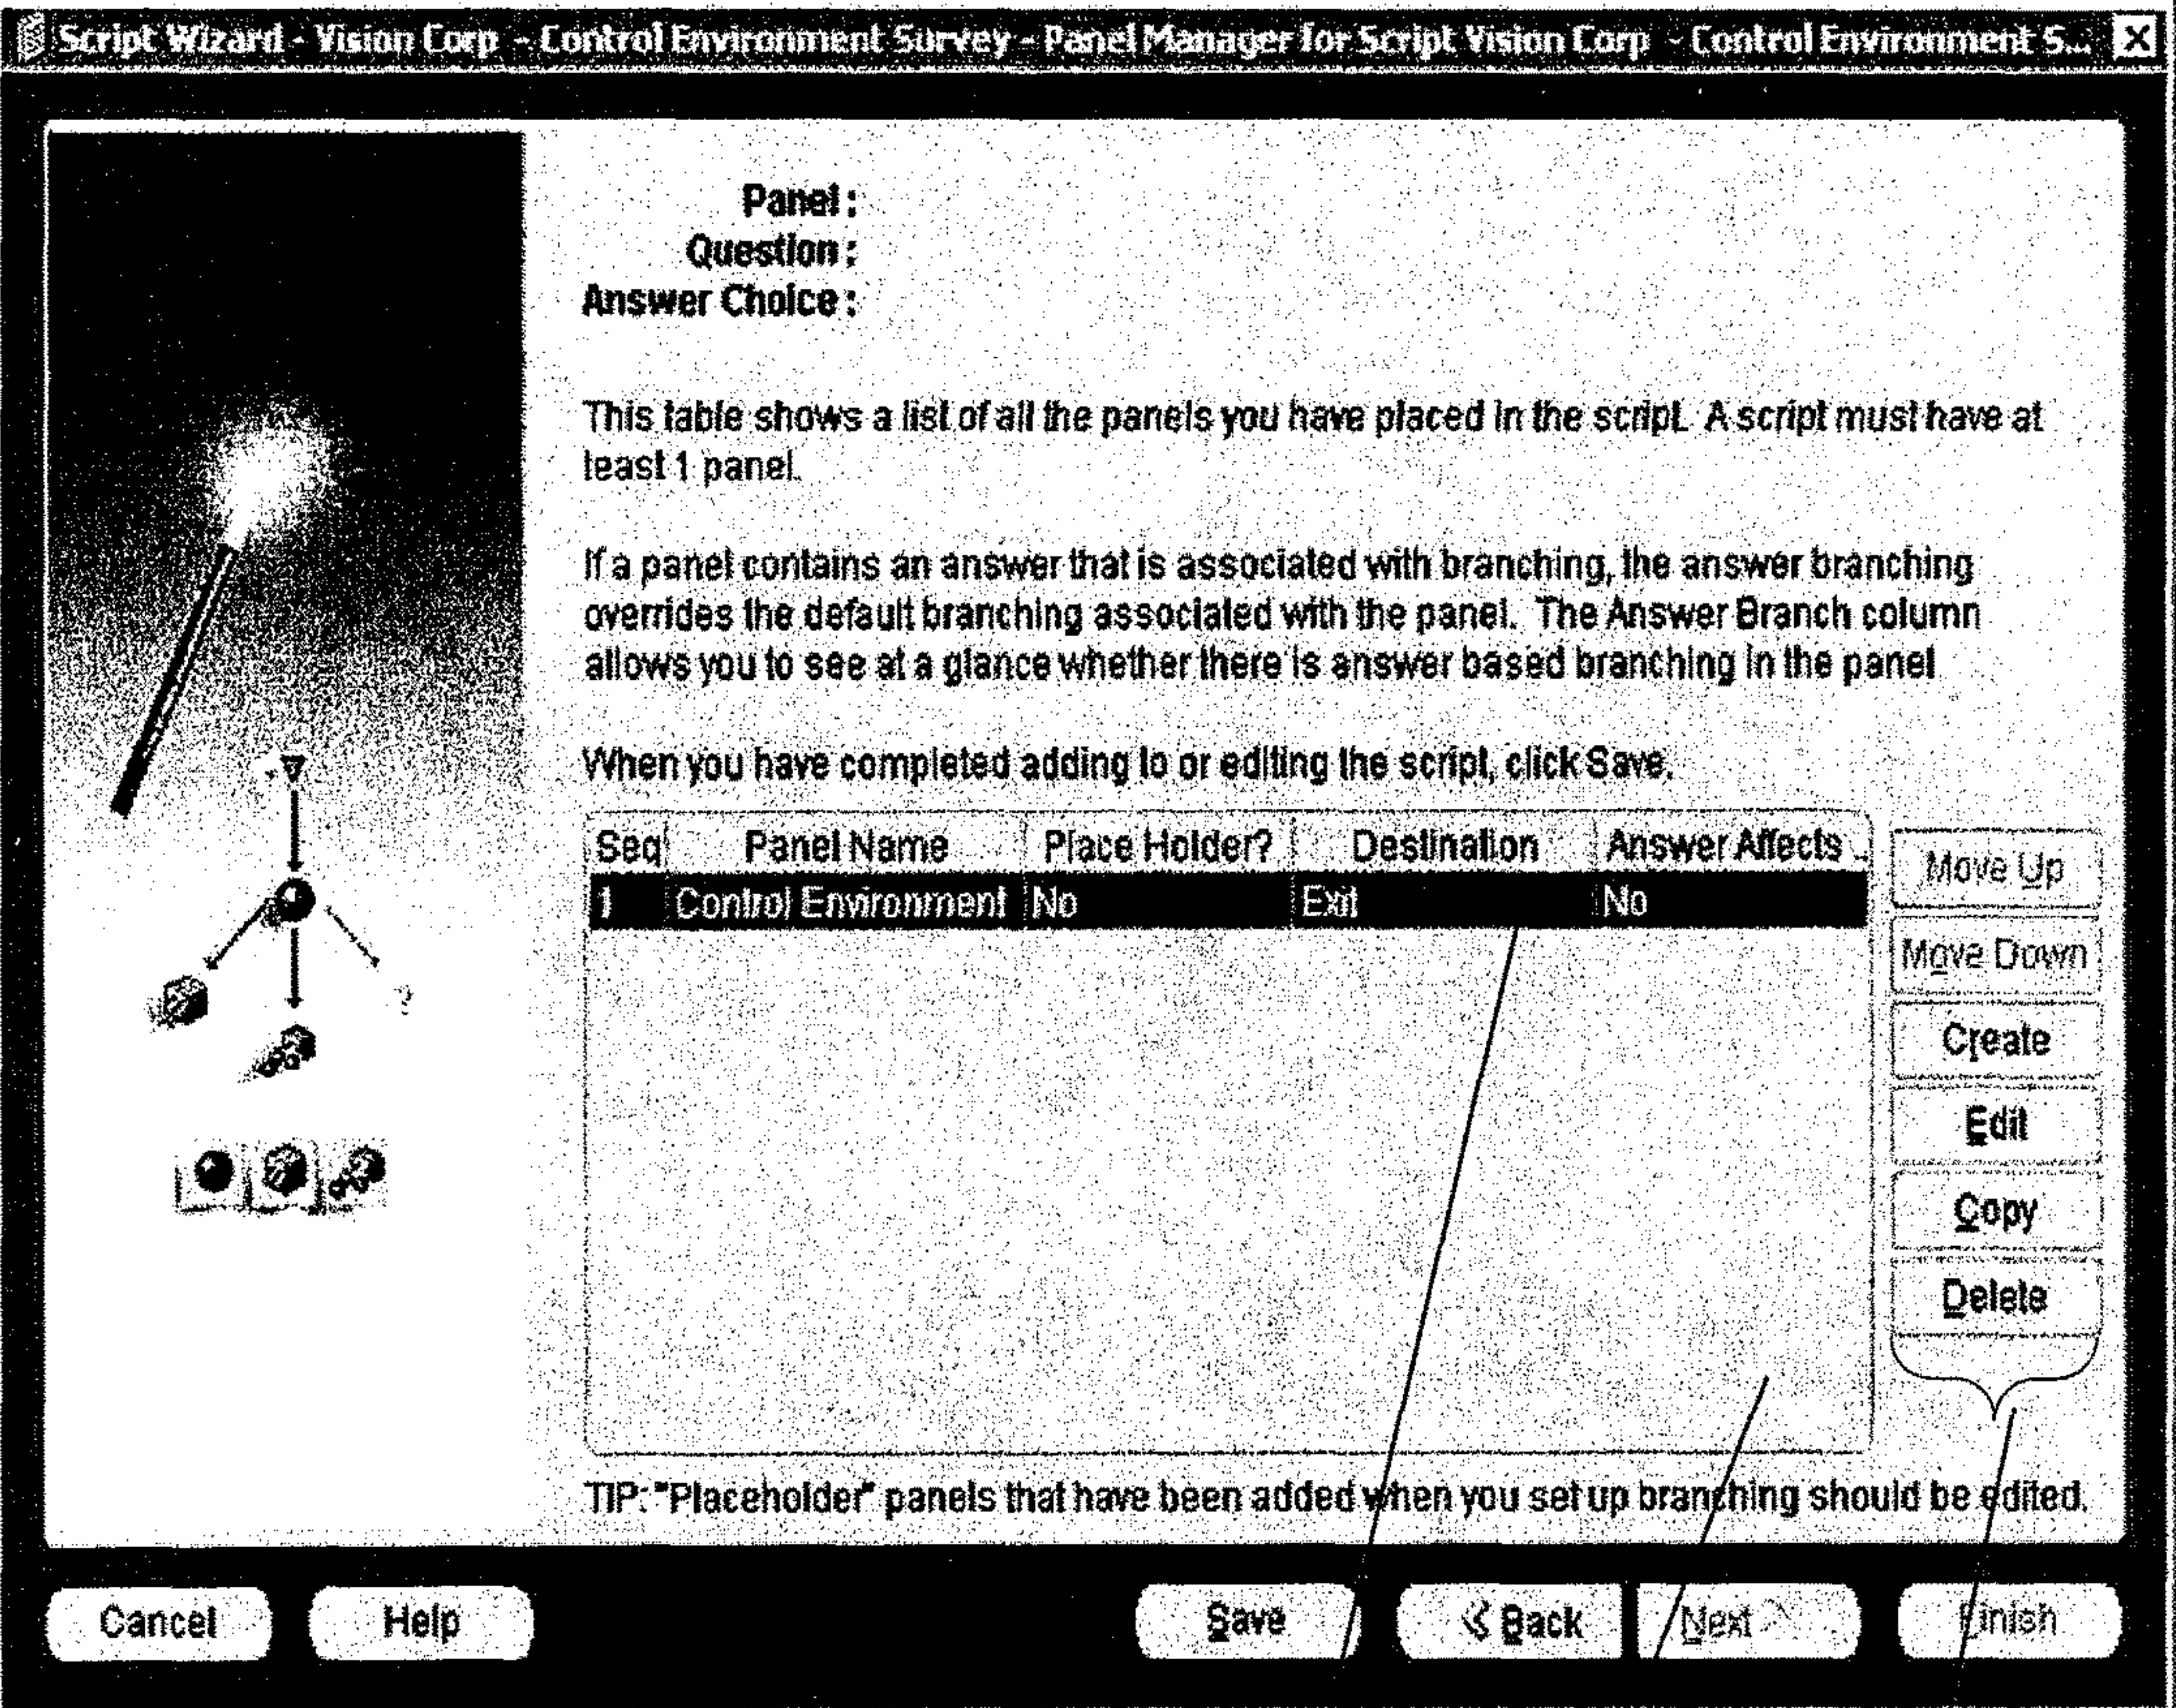 Script Wizard - Vision Corp - Control Environment Survey - Panel Manager for Script Vision Corp - Control Environment S...
Panel :
Question :
Answer Choice :
This table shows a list of all the panels you have placed in the script. A script must have at
least 1 panel.
If a panel contains an answer that is associated with branching, the answer branching
overrides the default branching associated with the panel. The Answer Branch column
allows you to see at a glance whether there is answer based branching in the panel
When you have completed adding to or editing the script, click Save.
Seq Panel Name Place Holder? Destination Answer Affects ..
1 Control Environment No Exit No
Move Up
Move Down
Create
Edit
Copy
Delete
TIP: "Placeholder" panels that have been added when you set up branching should be edited.
Cancel Help Save Back Next Finish